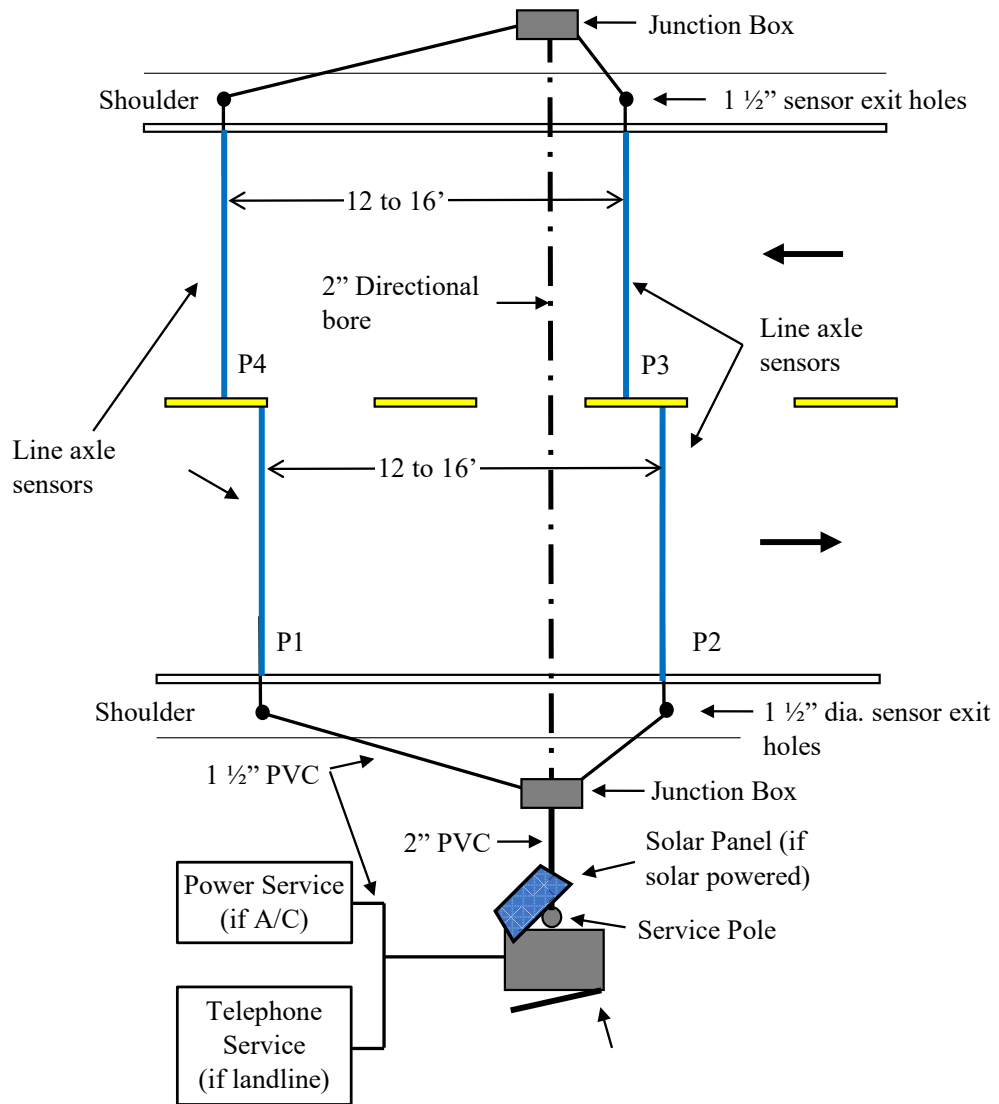 Junction Box
Shoulder
1 ½” sensor exit holes
12 to 16’
2” Directional
bore
Line axle
sensors
P4
P3
Line axle
sensors
12 to 16’
P1
P2
Shoulder
1 ½” dia. sensor exit
holes
1 ½” PVC
Junction Box
2” PVC
Solar Panel (if
solar powered)
Power Service
(if A/C)
Service Pole
Telephone
Service
(if landline)